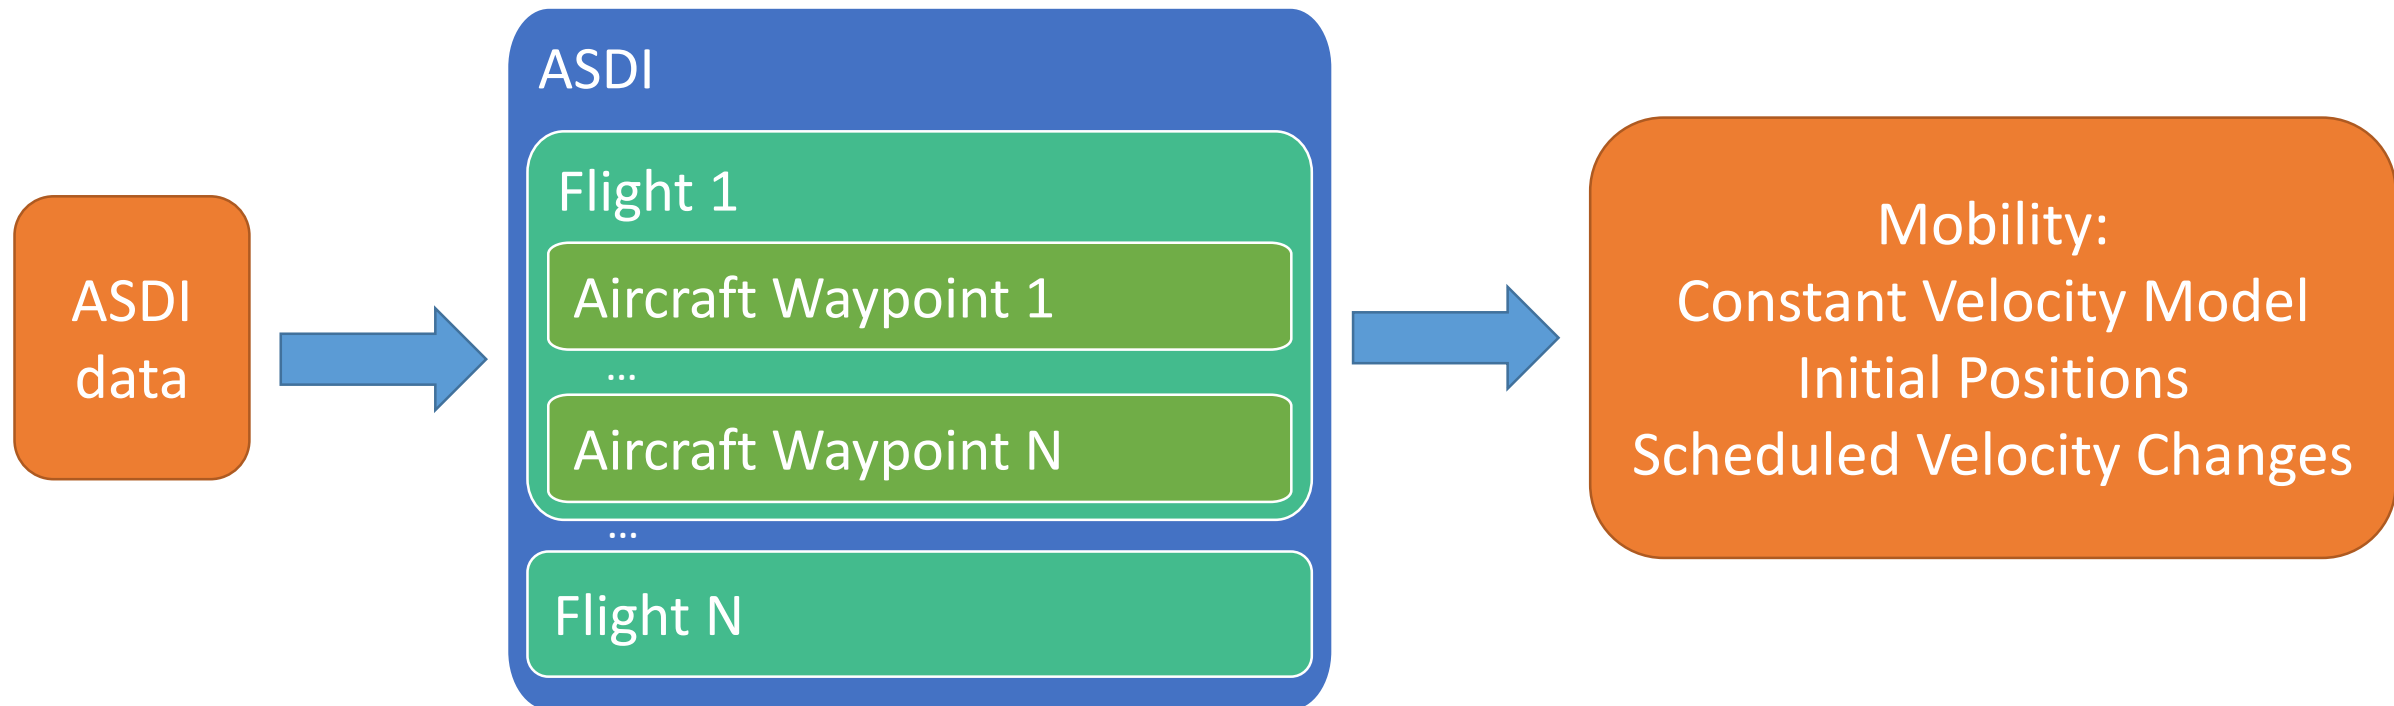 ASDI
data
ASDI
Flight 1
Aircraft Waypoint 1
...
Aircraft Waypoint N
...
Flight N
Mobility:
Constant Velocity Model
Initial Positions
Scheduled Velocity Changes